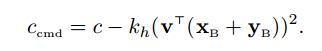 c_cmd = c − k_h(v^⊤(x_B + y_B))².